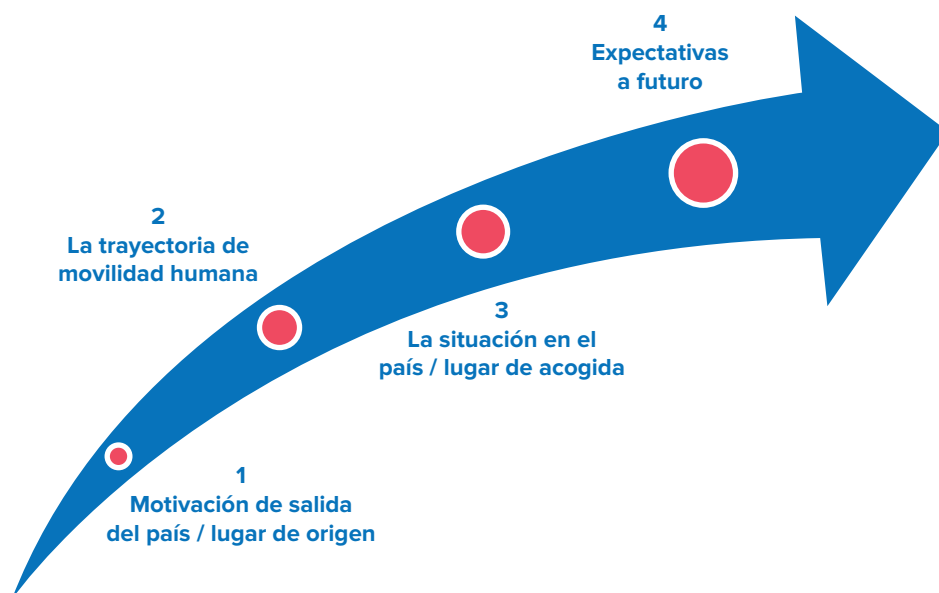 4
Expectativas
a futuro
2
La trayectoria de
movilidad humana
3
La situación en el
país / lugar de acogida
1
Motivación de salida
del país / lugar de origen